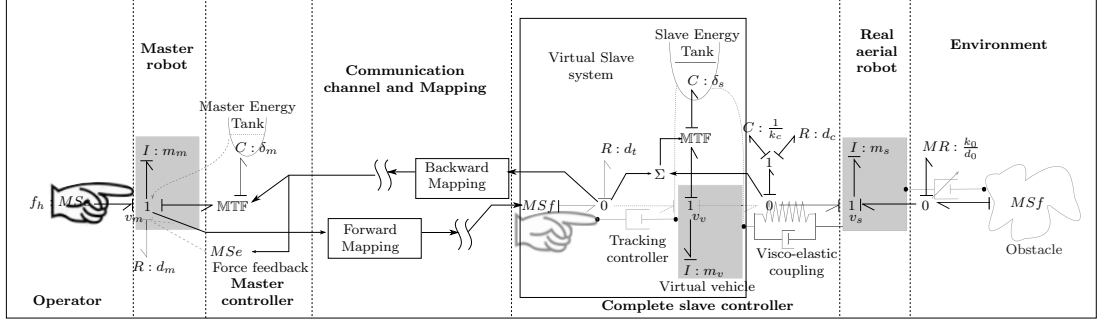 Master
robot
Communication
channel and Mapping
Virtual Slave
system
Slave Energy
Tank
Real
aerial
robot
Environment
Master Energy
Tank
C : δs
C : δm
MTF
C : 1/kc
R : dc
I : mm
R : dt
1
I : ms
MR : k0/d0
Backward
Mapping
Σ
fh : MSe
1
vm
MTF
MSf
0
1
vv
0
1
vs
0
MSf
Forward
Mapping
MSe
Force feedback
R : dm
Tracking
controller
I : mv
Visco-elastic
coupling
Obstacle
Operator
Master
controller
Virtual vehicle
Complete slave controller